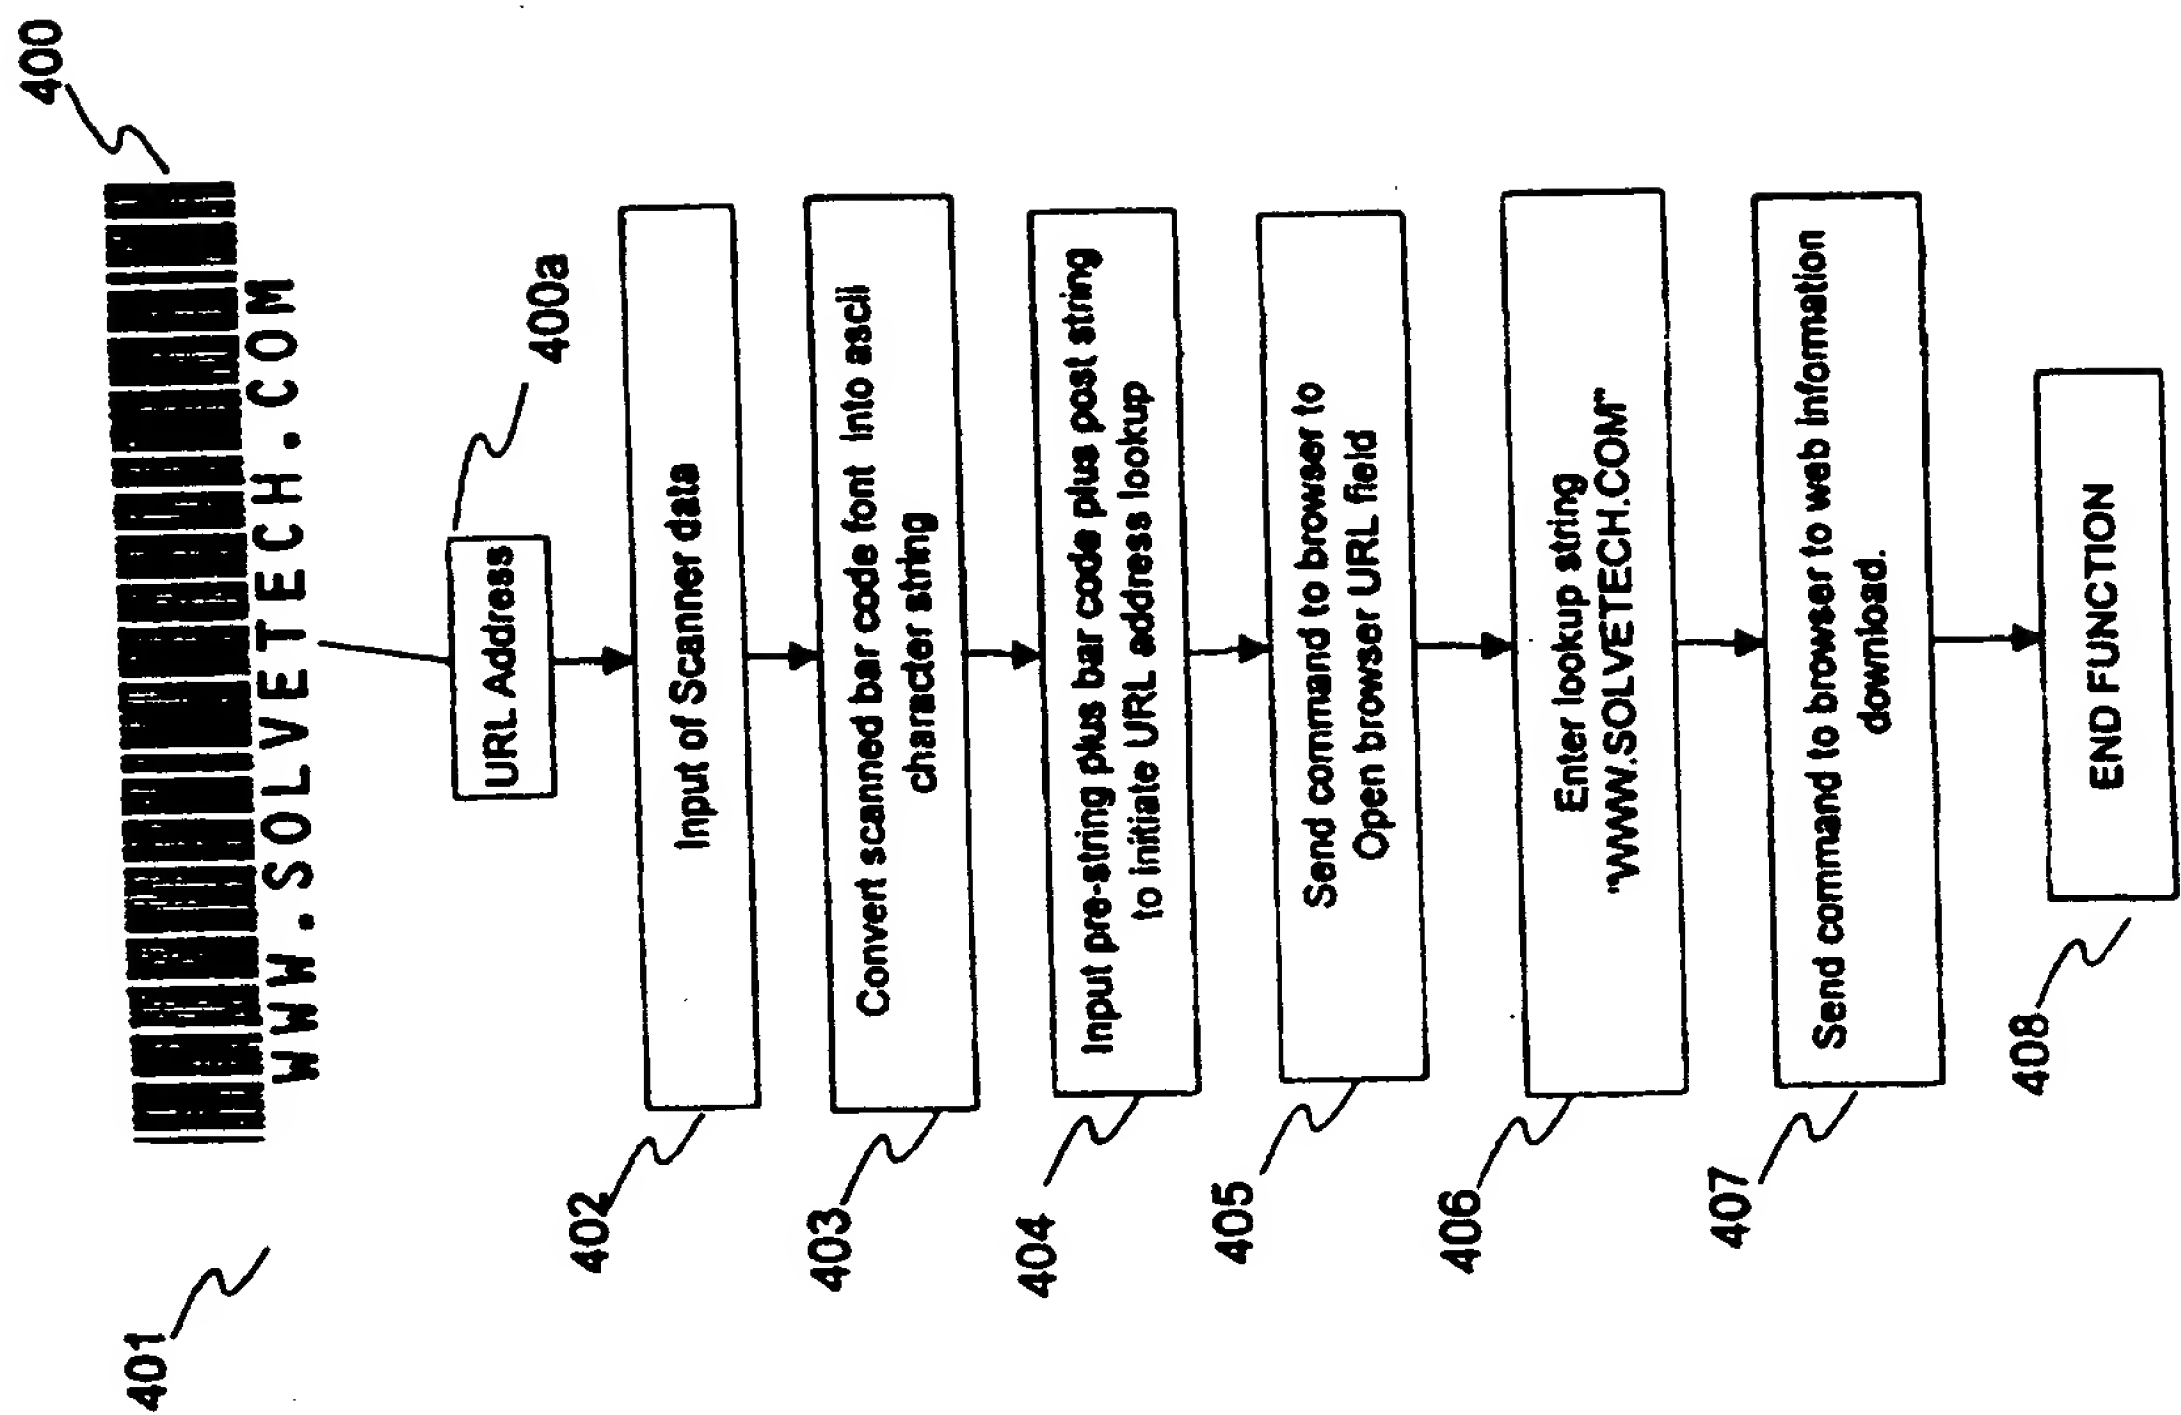 400
401
WWW.SOLVETECH.COM
400a
URL Address
402
Input of Scanner data
403
Convert scanned bar code font into ascii
character string
404
Input pre-string plus bar code plus post string
to initiate URL address lookup
405
Send command to browser to
Open browser URL field
406
Enter lookup string
"WWW.SOLVETECH.COM"
407
Send command to browser to web information
download.
408
END FUNCTION